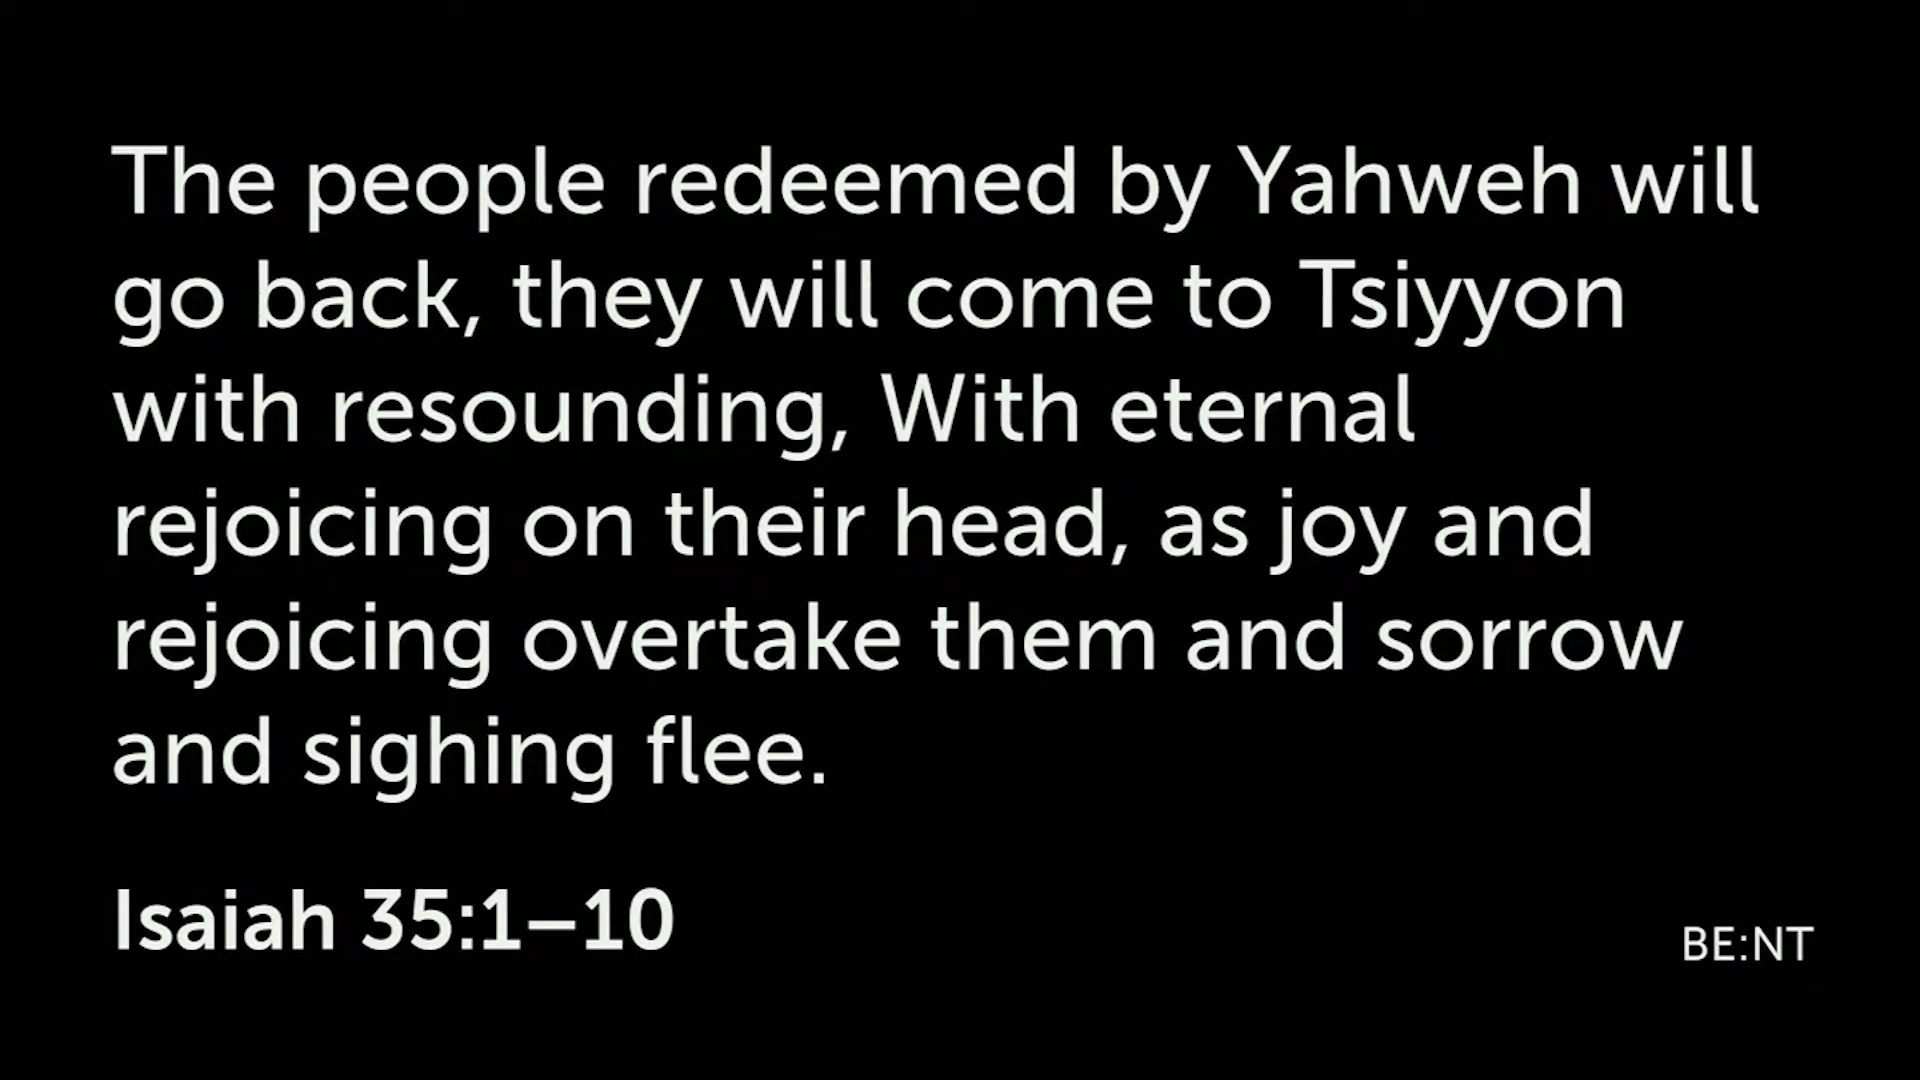 The people redeemed by Yahweh will
go back, they will come to Tsiyyon
with resounding, With eternal
rejoicing on their head, as joy and
rejoicing overtake them and sorrow
and sighing flee.
Isaiah 35:1–10
BE:NT